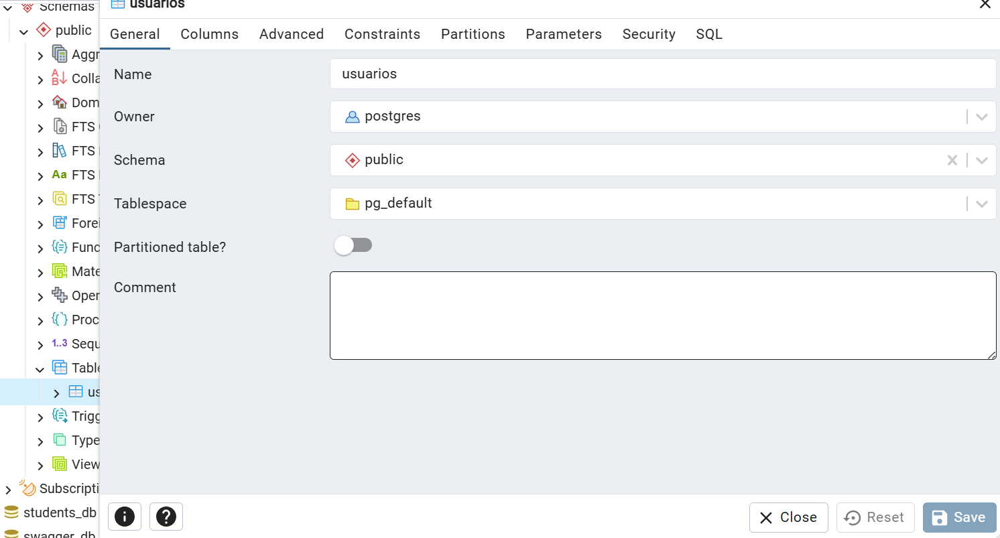 Schemas
public
Aggr
Colla
Dom
FTS
FTS
Aa FTS
FTS
Forei
Func
Mate
Oper
Proc
1..3 Sequ
Table
us
Trigg
Type
View
Subscripti
students_db
swagger_db
usuarios
General Columns Advanced Constraints Partitions Parameters Security SQL
Name usuarios
Owner postgres
Schema public
Tablespace pg_default
Partitioned table?
Comment
Close Reset Save